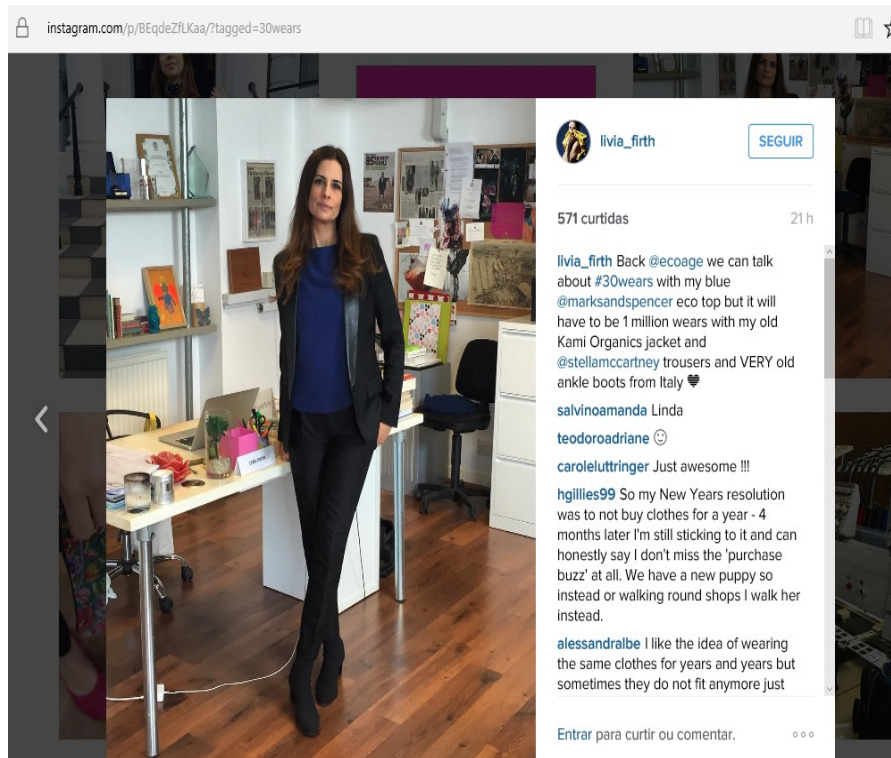 instagram.com/p/BEqdeZfLKaa/?tagged=30wears
livia_firth
SEGUIR
571 curtidas
21 h
livia_firth Back @ecoage we can talk
about #30wears with my blue
@marksandspencer eco top but it will
have to be 1 million wears with my old
Kami Organics jacket and
@stellamccartney trousers and VERY old
ankle boots from Italy 🖤
salvinoamanda Linda
teodoroadriane ☺
caroleluttringer Just awesome !!!
hgillies99 So my New Years resolution
was to not buy clothes for a year - 4
months later I'm still sticking to it and can
honestly say I don't miss the 'purchase
buzz' at all. We have a new puppy so
instead or walking round shops I walk her
instead.
alessandralbe I like the idea of wearing
the same clothes for years and years but
sometimes they do not fit anymore just
Entrar para curtir ou comentar.